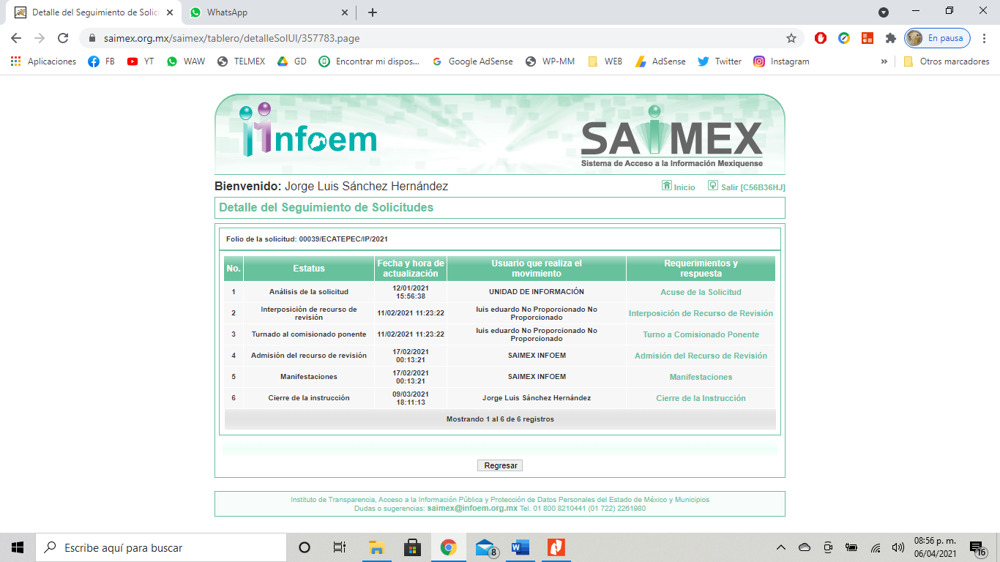 Detalle del Seguimiento de Solici
WhatsApp
saimex.org.mx/saimex/tablero/detalleSolUI/357783.page
En pausa
Aplicaciones FB YT WAW TELMEX GD Encontrar mi dispos... Google AdSense WP-MM WEB AdSense Twitter Instagram » Otros marcadores
infoem
SAIMEX
Sistema de Acceso a la Información Mexiquense
Bienvenido: Jorge Luis Sánchez Hernández
Inicio Salir [C56B36HJ]
Detalle del Seguimiento de Solicitudes
Folio de la solicitud: 00039/ECATEPEC/IP/2021
No. Estatus Fecha y hora de actualización Usuario que realiza el movimiento Requerimientos y respuesta
1 Análisis de la solicitud 12/01/2021 15:56:38 UNIDAD DE INFORMACIÓN Acuse de la Solicitud
2 Interposición de recurso de revisión 11/02/2021 11:23:22 luis eduardo No Proporcionado No Proporcionado Interposición de Recurso de Revisión
3 Turnado al comisionado ponente 11/02/2021 11:23:22 luis eduardo No Proporcionado No Proporcionado Turno a Comisionado Ponente
4 Admisión del recurso de revisión 17/02/2021 00:13:21 SAIMEX INFOEM Admisión del Recurso de Revisión
5 Manifestaciones 17/02/2021 00:13:21 SAIMEX INFOEM Manifestaciones
6 Cierre de la instrucción 09/03/2021 18:11:13 Jorge Luis Sánchez Hernández Cierre de la Instrucción
Mostrando 1 al 6 de 6 registros
Regresar
Instituto de Transparencia, Acceso a la Información Pública y Protección de Datos Personales del Estado de México y Municipios
Dudas o sugerencias: saimex@infoem.org.mx Tel. 01 800 8210441 (01 722) 2261980
Escribe aquí para buscar
8
08:56 p. m.
06/04/2021
16